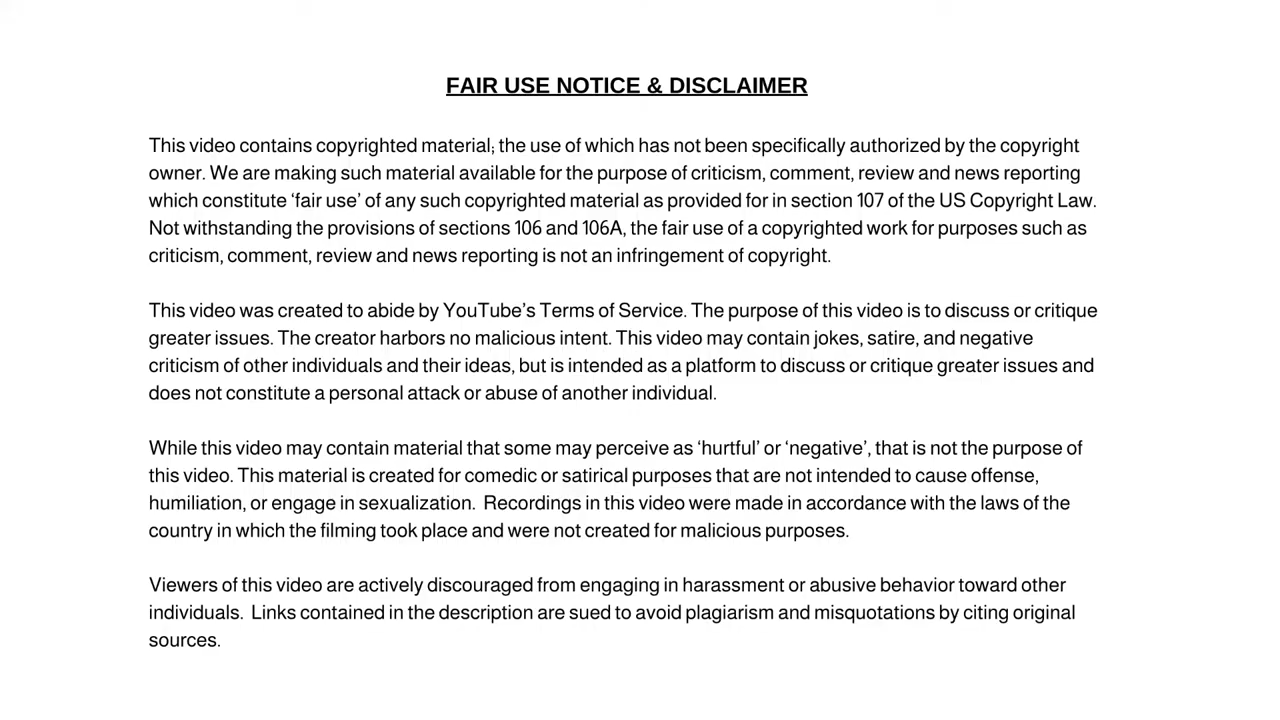 FAIR USE NOTICE & DISCLAIMER
This video contains copyrighted material; the use of which has not been specifically authorized by the copyright
owner. We are making such material available for the purpose of criticism, comment, review and news reporting
which constitute ‘fair use’ of any such copyrighted material as provided for in section 107 of the US Copyright Law.
Not withstanding the provisions of sections 106 and 106A, the fair use of a copyrighted work for purposes such as
criticism, comment, review and news reporting is not an infringement of copyright.
This video was created to abide by YouTube’s Terms of Service. The purpose of this video is to discuss or critique
greater issues. The creator harbors no malicious intent. This video may contain jokes, satire, and negative
criticism of other individuals and their ideas, but is intended as a platform to discuss or critique greater issues and
does not constitute a personal attack or abuse of another individual.
While this video may contain material that some may perceive as ‘hurtful’ or ‘negative’, that is not the purpose of
this video. This material is created for comedic or satirical purposes that are not intended to cause offense,
humiliation, or engage in sexualization.  Recordings in this video were made in accordance with the laws of the
country in which the filming took place and were not created for malicious purposes.
Viewers of this video are actively discouraged from engaging in harassment or abusive behavior toward other
individuals.  Links contained in the description are sued to avoid plagiarism and misquotations by citing original
sources.